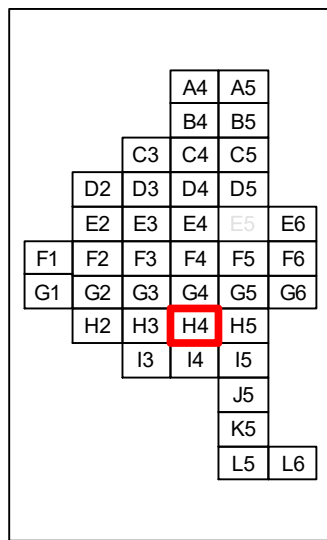 A4 A5
B4 B5
C3 C4 C5
D2 D3 D4 D5
E2 E3 E4 E5 E6
F1 F2 F3 F4 F5 F6
G1 G2 G3 G4 G5 G6
H2 H3 H4 H5
I3 I4 I5
J5
K5
L5 L6